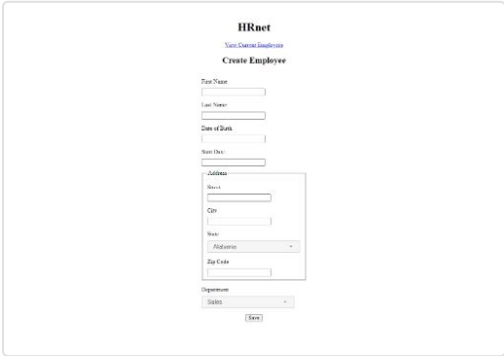 HRnet
View Current Employees
Create Employee
First Name
Last Name
Date of Birth
Start Date
Address
Street
City
State
Alabama
Zip Code
Department
Sales
Save